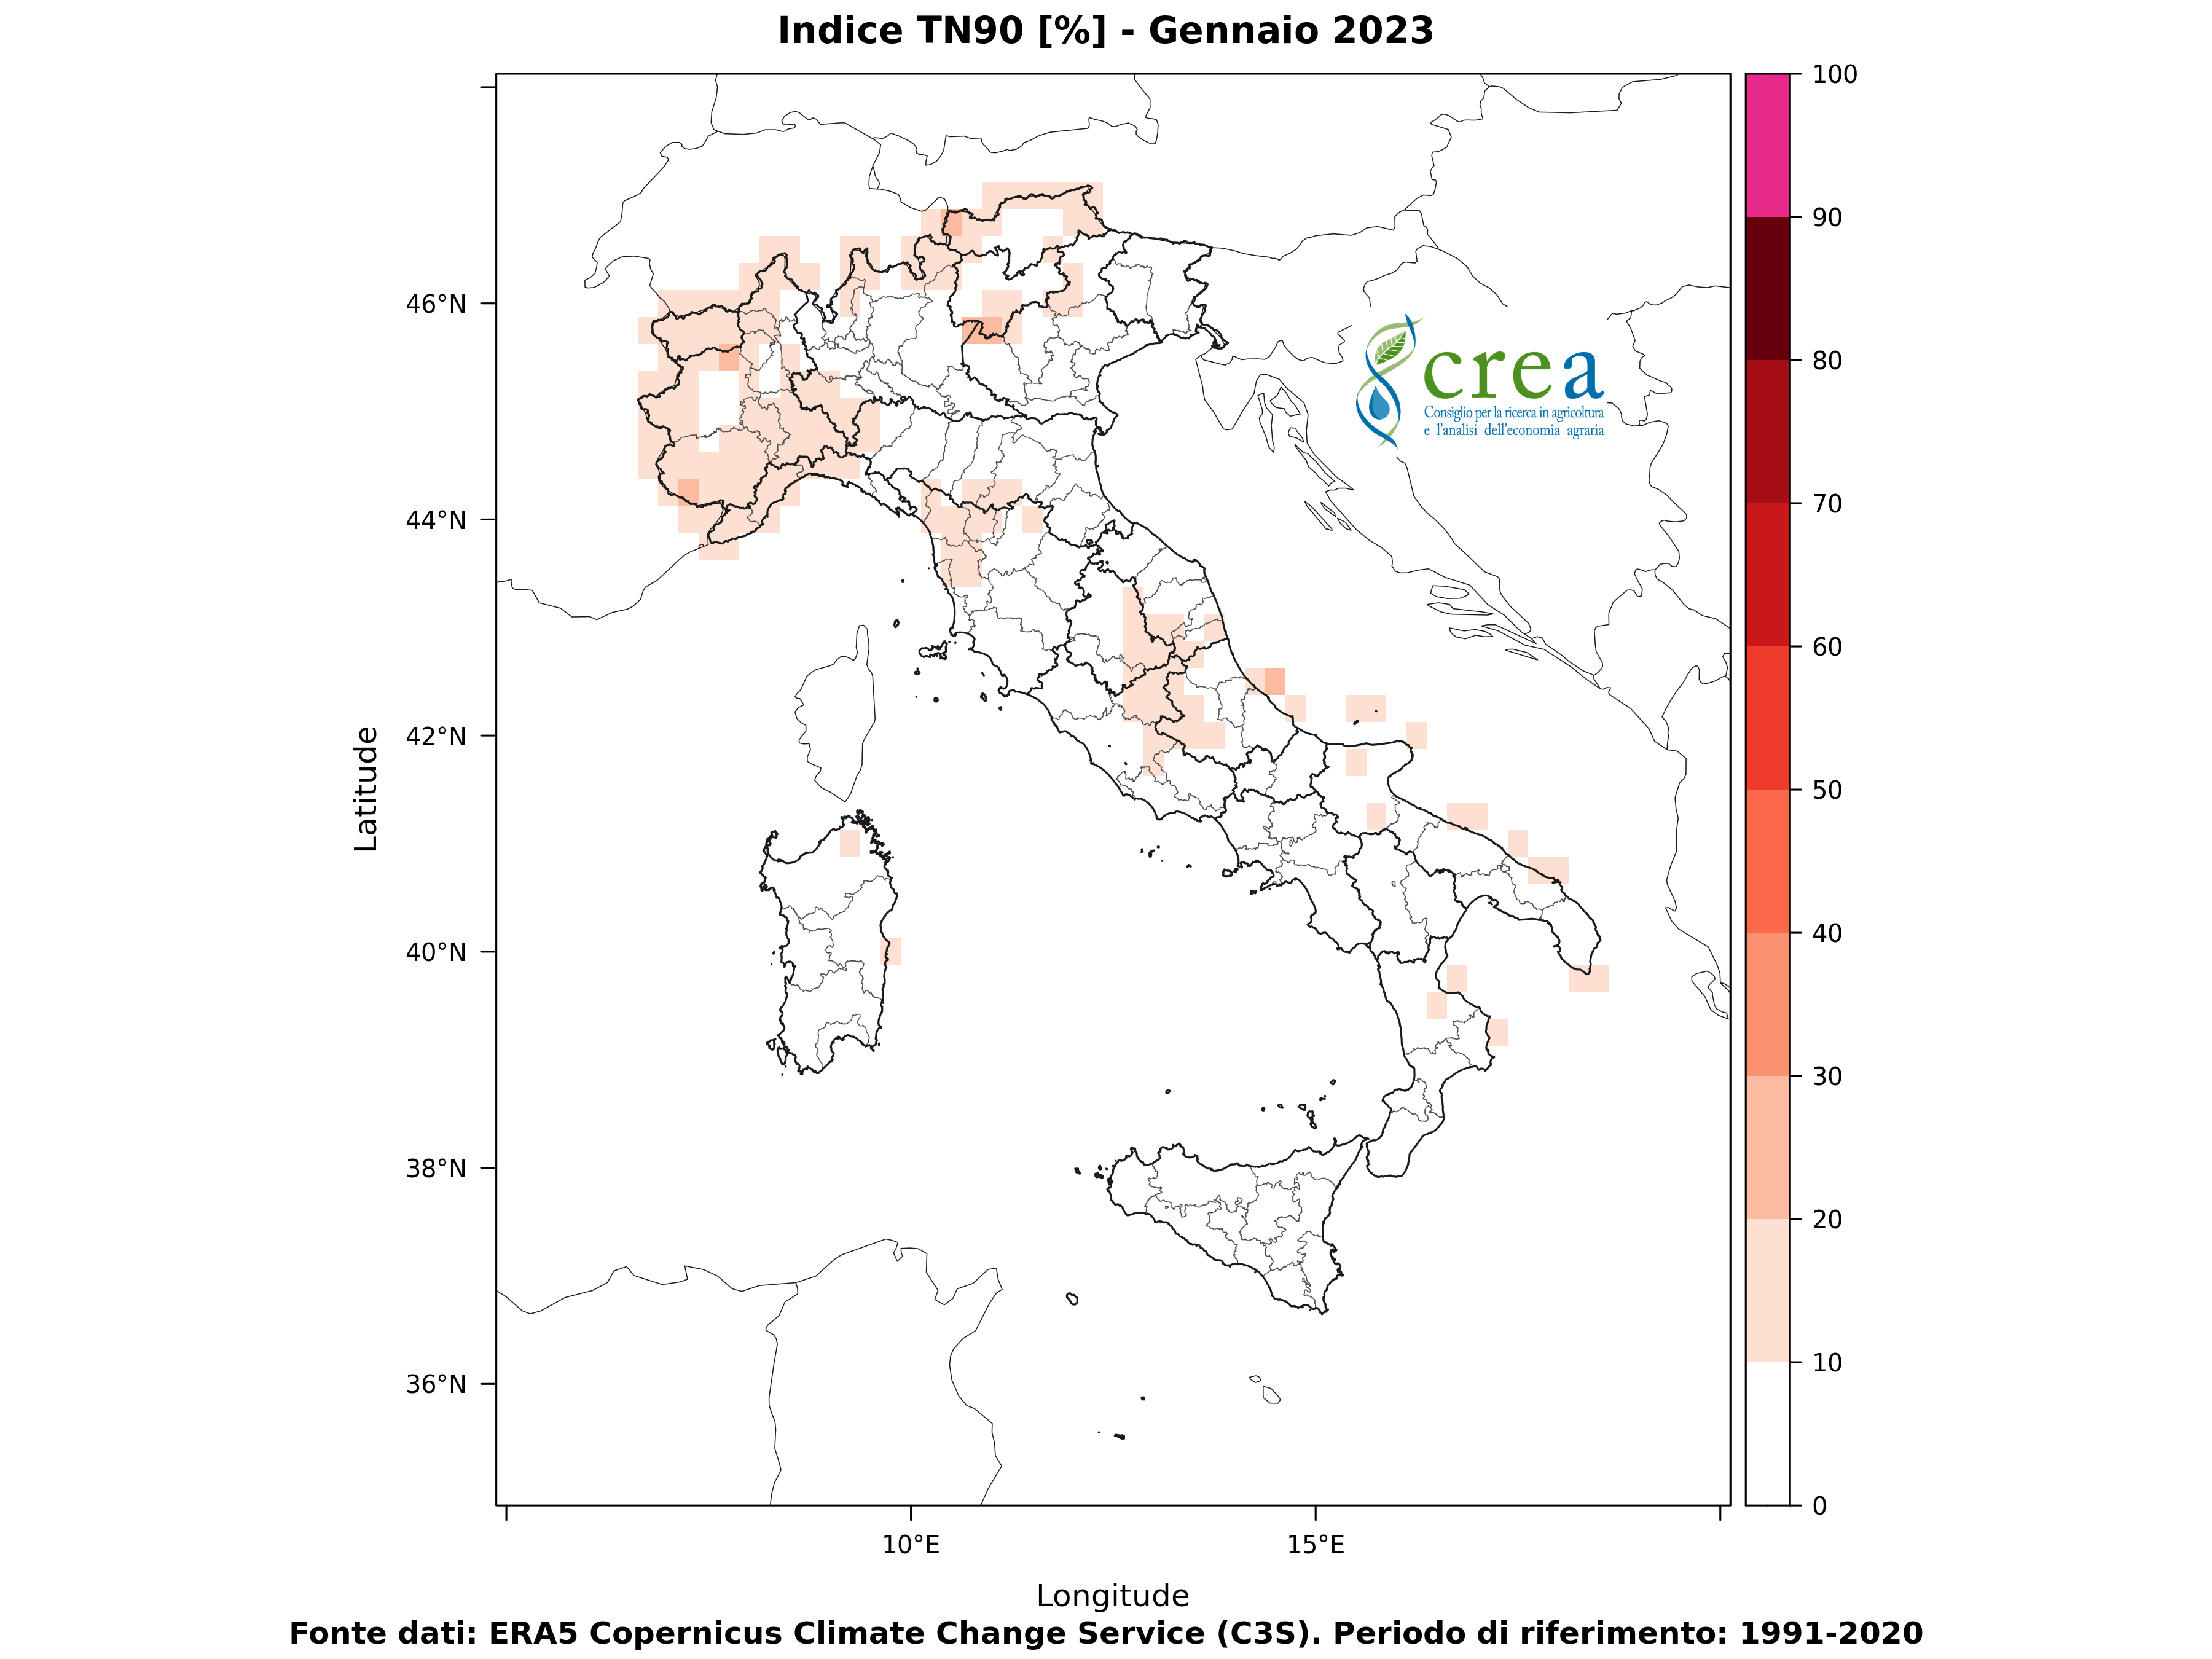 Indice TN90 [%] - Gennaio 2023
100
90
80
70
60
50
40
30
20
10
0
46°N
44°N
42°N
40°N
38°N
36°N
Latitude
crea
Consiglio per la ricerca in agricoltura
e l'analisi dell'economia agraria
10°E
15°E
Longitude
Fonte dati: ERA5 Copernicus Climate Change Service (C3S). Periodo di riferimento: 1991-2020